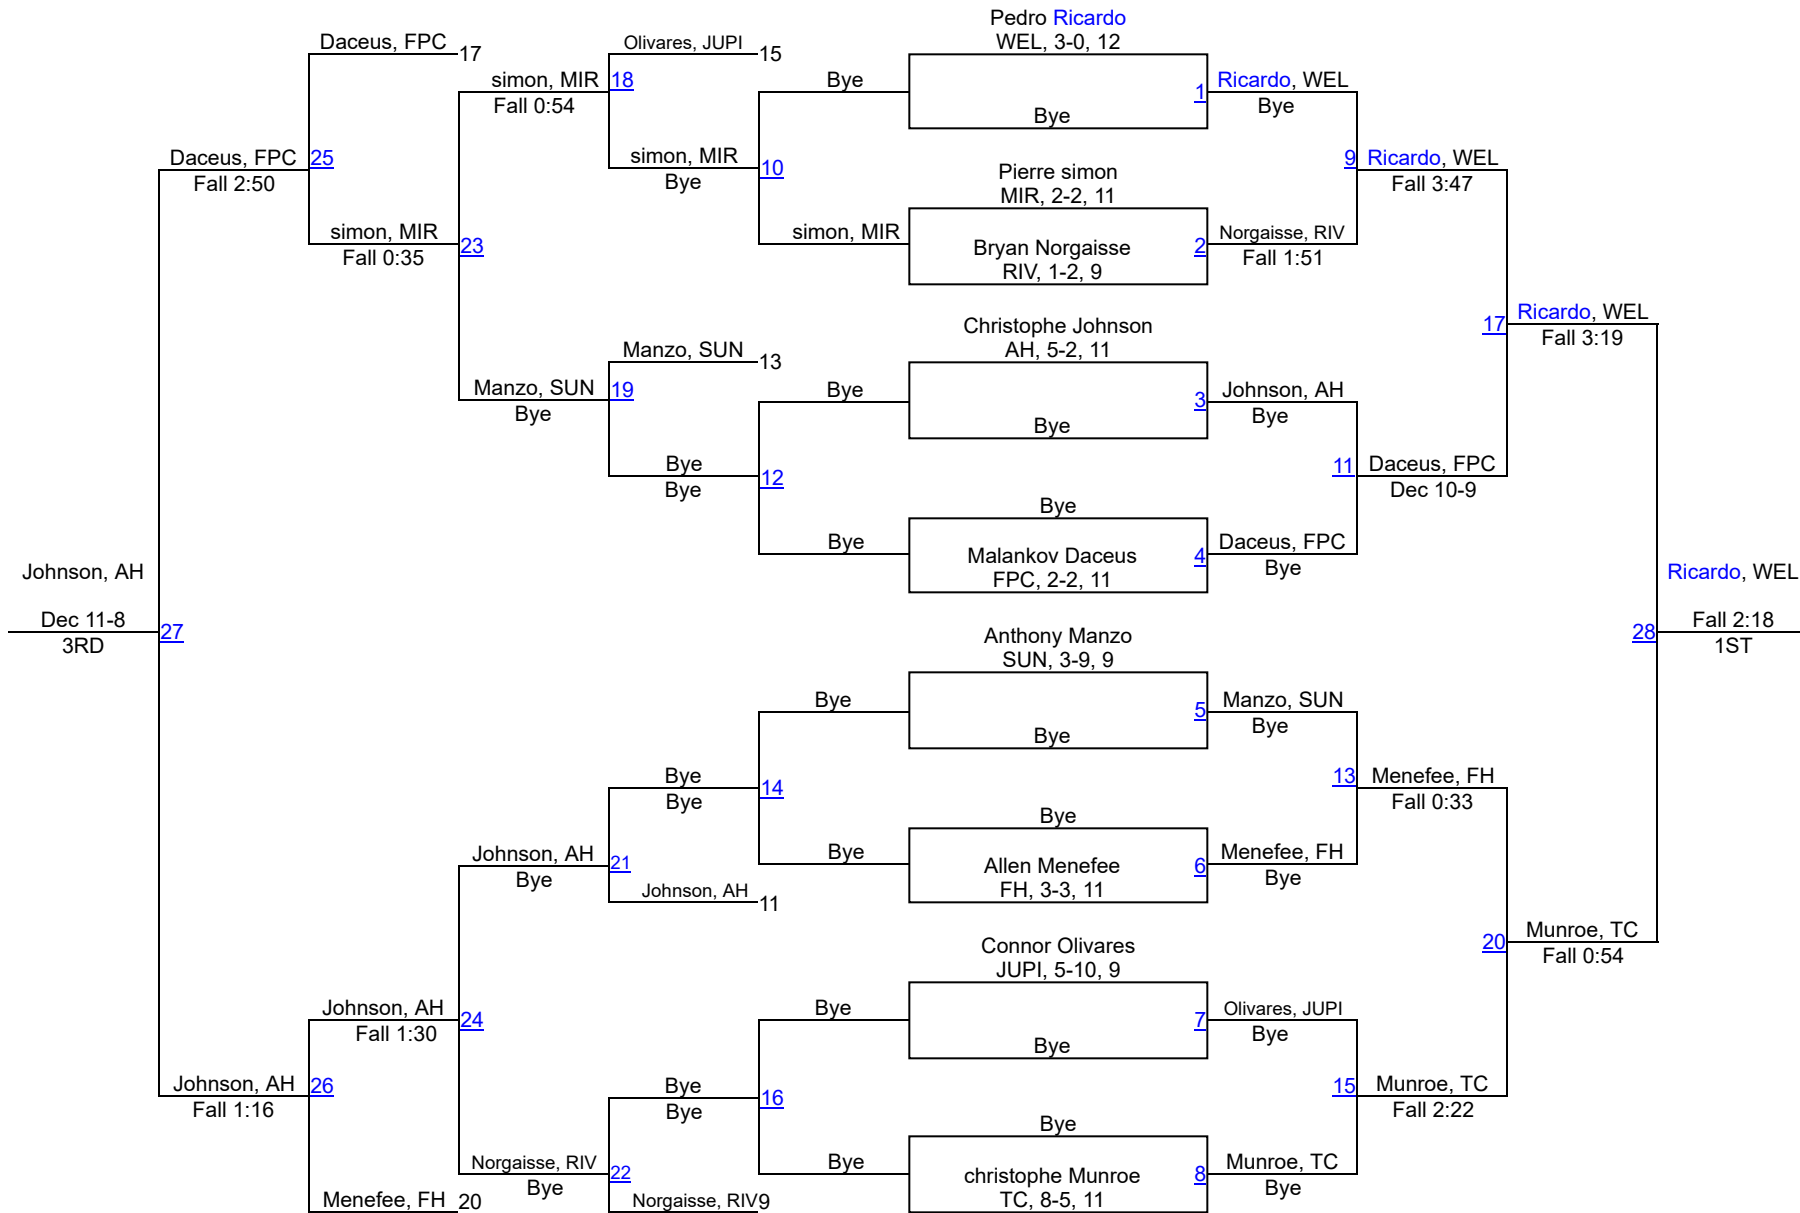 Pedro Ricardo
WEL, 3-0, 12
Daceus, FPC 17
Olivares, JUPI 15
simon, MIR 18
Fall 0:54
Bye
1 Ricardo, WEL
Bye
Bye
Daceus, FPC 25
Fall 2:50
simon, MIR 10
Bye
Pierre simon
MIR, 2-2, 11
9 Ricardo, WEL
Fall 3:47
simon, MIR 23
Fall 0:35
simon, MIR
Bryan Norgaisse
RIV, 1-2, 9
2 Norgaisse, RIV
Fall 1:51
Christophe Johnson
AH, 5-2, 11
17 Ricardo, WEL
Fall 3:19
Manzo, SUN 13
Manzo, SUN 19
Bye
Bye
3 Johnson, AH
Bye
Bye
Bye 12
Bye
11 Daceus, FPC
Dec 10-9
Bye
Bye
Malankov Daceus
FPC, 2-2, 11
4 Daceus, FPC
Bye
Johnson, AH
Dec 11-8 27
3RD
Ricardo, WEL
28 Fall 2:18
1ST
Anthony Manzo
SUN, 3-9, 9
Bye
5 Manzo, SUN
Bye
Bye
Bye 14
Bye
13 Menefee, FH
Fall 0:33
Bye
Johnson, AH 21
Bye
Bye
Allen Menefee
FH, 3-3, 11
6 Menefee, FH
Bye
Johnson, AH 11
Connor Olivares
JUPI, 5-10, 9
20 Munroe, TC
Fall 0:54
Johnson, AH 24
Fall 1:30
Bye
7 Olivares, JUPI
Bye
Bye
Johnson, AH 26
Fall 1:16
Bye 16
Bye
15 Munroe, TC
Fall 2:22
Bye
Norgaisse, RIV 22
Bye
Bye
christophe Munroe
TC, 8-5, 11
8 Munroe, TC
Bye
Menefee, FH 20
Norgaisse, RIV 9